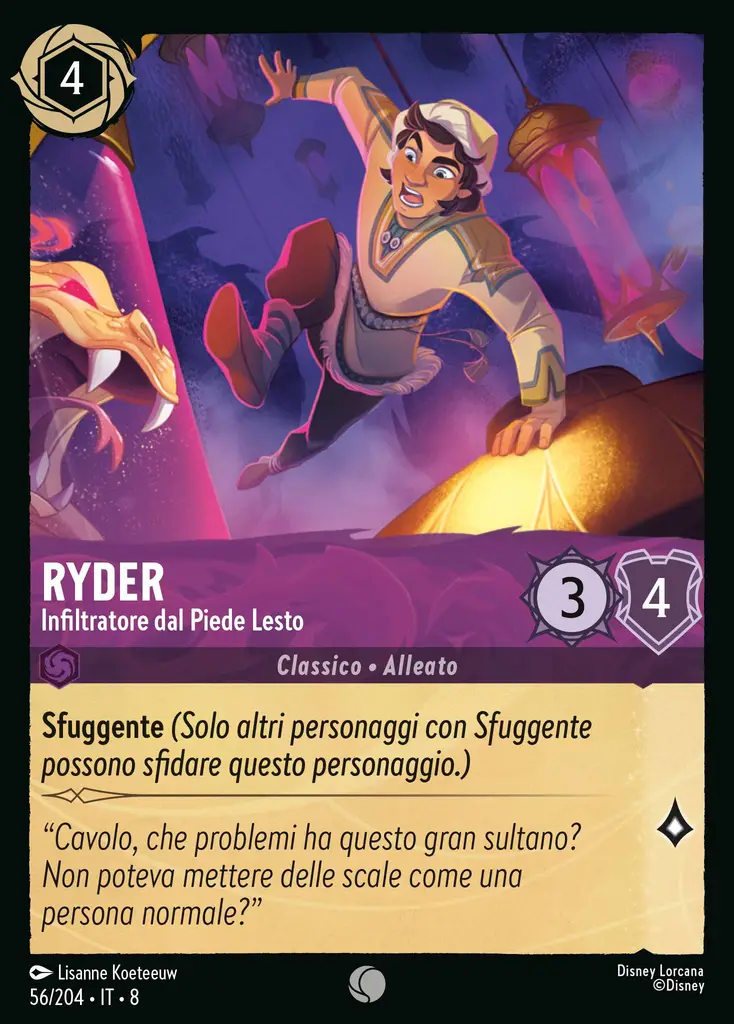 4
RYDER
Infiltratore dal Piede Lesto
3
4
Classico • Alleato
Sfuggente (Solo altri personaggi con Sfuggente
possono sfidare questo personaggio.)
“Cavolo, che problemi ha questo gran sultano?
Non poteva mettere delle scale come una
persona normale?”
Lisanne Koeteeuw
56/204 • IT • 8
Disney Lorcana
©Disney